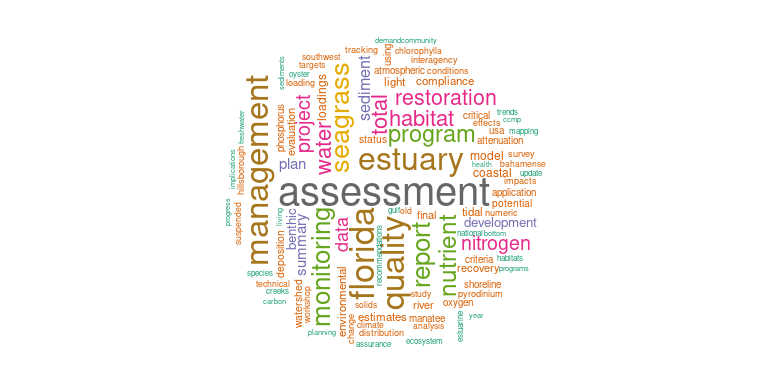 demandcommunity
tracking
using
chlorophylla
southwest
interagency
targets
sediments
oyster
seagrass
sediment
atmospheric
conditions
loading
loadings
light
compliance
management
total
restoration
project
phosphorus
evaluation
water
habitat
critical
trends
ccmp
effects
freshwater
status
program
usa
mapping
attenuation
plan
estuary
model
survey
health
bahamense
implications
hillsborough
coastal
update
impacts
assessment
application
potential
progress
suspended
living
benthic
summary
monitoring
data
florida
gulf
old
quality
final
report
nutrient
tidal
numeric
development
national
bottom
nitrogen
deposition
recommendations
criteria
habitats
recovery
programs
species
technical
creeks
carbon
watershed
workshop
environmental
shoreline
study
pyrodinium
solids
river
oxygen
estimates
manatee
year
planning
change
climate
analysis
distribution
estuarine
assurance
ecosystem